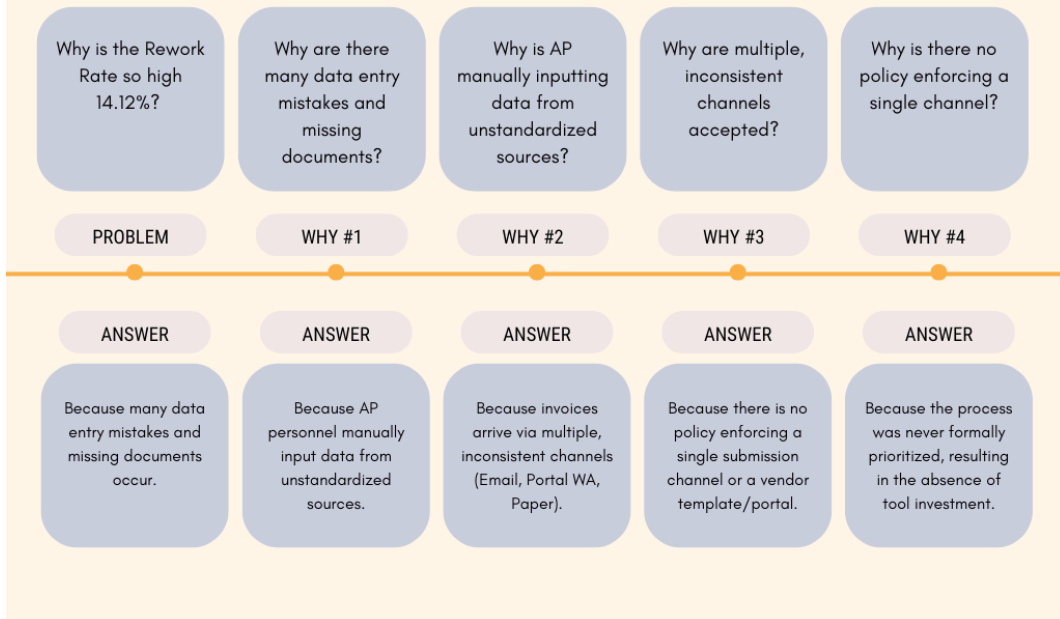 Why is the Rework
Rate so high
14.12%?
Why are there
many data entry
mistakes and
missing
documents?
Why is AP
manually inputting
data from
unstandardized
sources?
Why are multiple,
inconsistent
channels
accepted?
Why is there no
policy enforcing a
single channel?
PROBLEM
WHY #1
WHY #2
WHY #3
WHY #4
ANSWER
ANSWER
ANSWER
ANSWER
ANSWER
Because many data
entry mistakes and
missing documents
occur.
Because AP
personnel manually
input data from
unstandardized
sources.
Because invoices
arrive via multiple,
inconsistent channels
(Email, Portal WA,
Paper).
Because there is no
policy enforcing a
single submission
channel or a vendor
template/portal.
Because the process
was never formally
prioritized, resulting
in the absence of
tool investment.